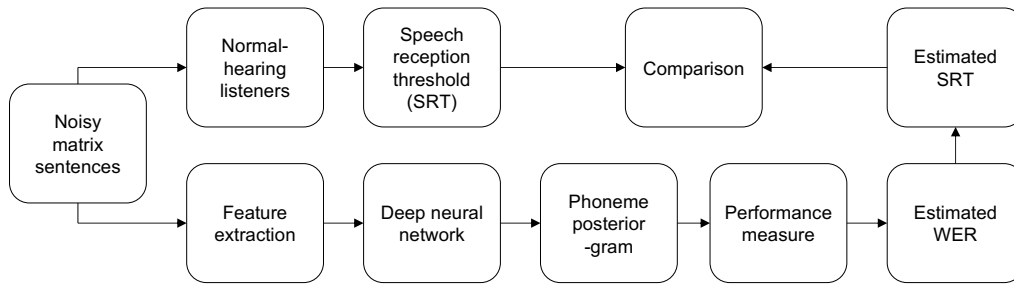 Noisy
matrix
sentences
Normal-
hearing
listeners
Speech
reception
threshold
(SRT)
Comparison
Estimated
SRT
Feature
extraction
Deep neural
network
Phoneme
posterior
-gram
Performance
measure
Estimated
WER